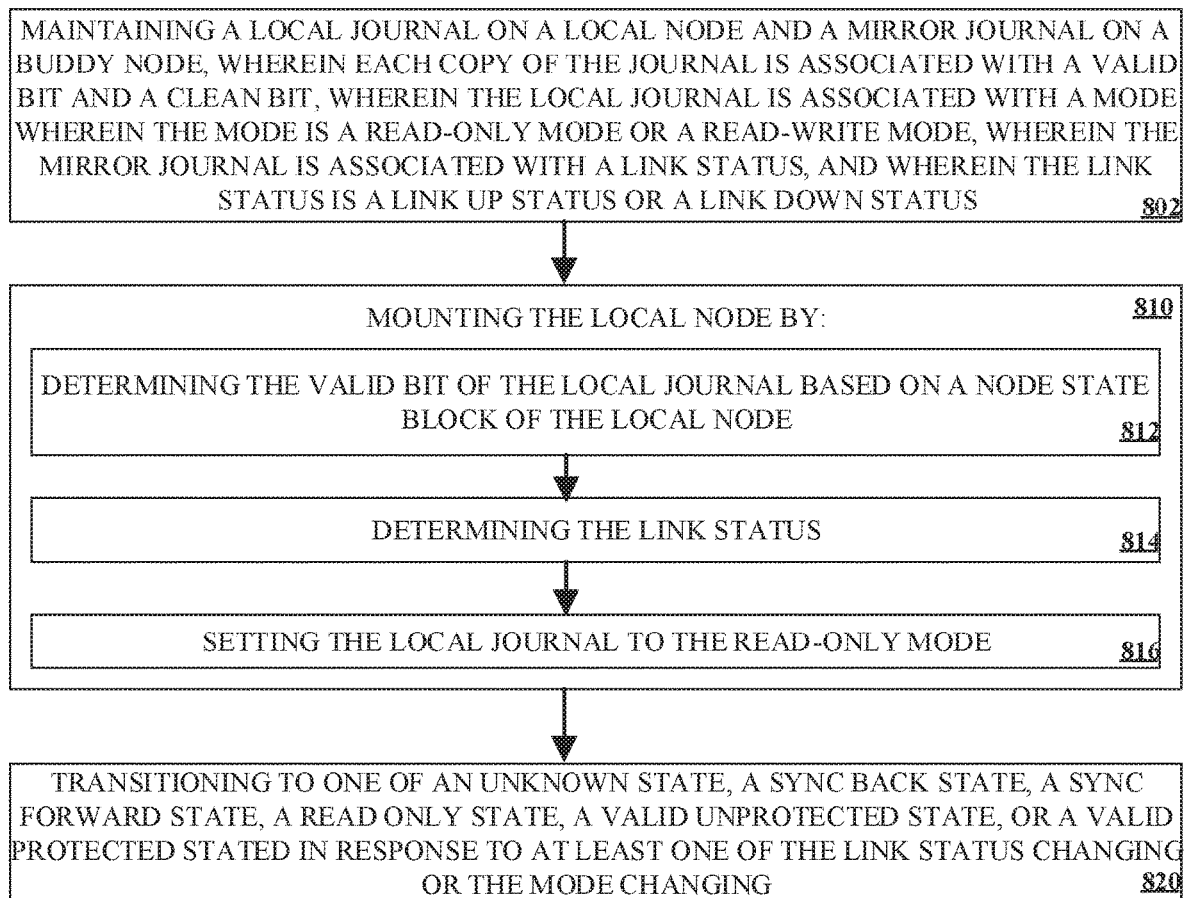 MAINTAINING A LOCAL JOURNAL ON A LOCAL NODE AND A MIRROR JOURNAL ON A
BUDDY NODE, WHEREIN EACH COPY OF THE JOURNAL IS ASSOCIATED WITH A VALID
BIT AND A CLEAN BIT, WHEREIN THE LOCAL JOURNAL IS ASSOCIATED WITH A MODE
WHEREIN THE MODE IS A READ-ONLY MODE OR A READ-WRITE MODE, WHEREIN THE
MIRROR JOURNAL IS ASSOCIATED WITH A LINK STATUS, AND WHEREIN THE LINK
STATUS IS A LINK UP STATUS OR A LINK DOWN STATUS 802
MOUNTING THE LOCAL NODE BY: 810
DETERMINING THE VALID BIT OF THE LOCAL JOURNAL BASED ON A NODE STATE
BLOCK OF THE LOCAL NODE 812
DETERMINING THE LINK STATUS 814
SETTING THE LOCAL JOURNAL TO THE READ-ONLY MODE 816
TRANSITIONING TO ONE OF AN UNKNOWN STATE, A SYNC BACK STATE, A SYNC
FORWARD STATE, A READ ONLY STATE, A VALID UNPROTECTED STATE, OR A VALID
PROTECTED STATED IN RESPONSE TO AT LEAST ONE OF THE LINK STATUS CHANGING
OR THE MODE CHANGING 820